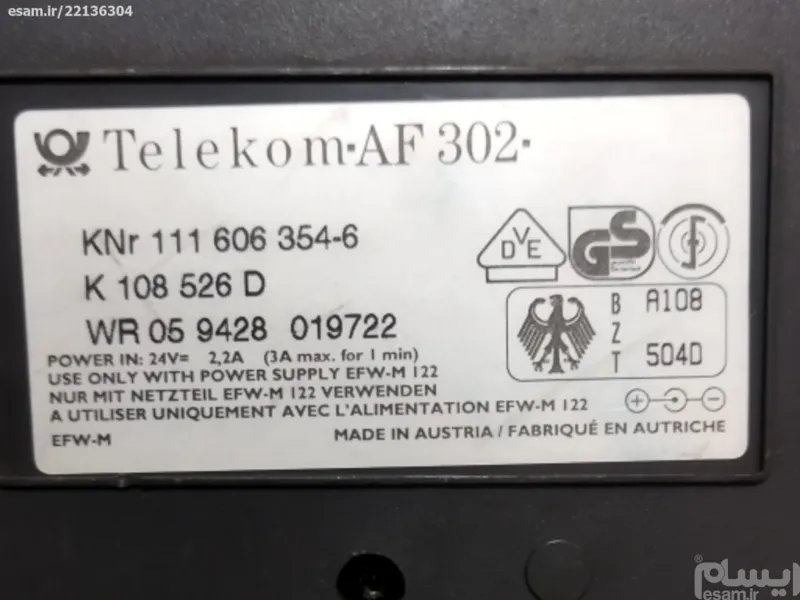 esam.ir/22136304
Telekom·AF 302·
KNr 111 606 354-6
K 108 526 D
WR 05 9428 019722
DVE
GS
BZT
A108
504D
POWER IN: 24V= 2,2A (3A max. for 1 min)
USE ONLY WITH POWER SUPPLY EFW-M 122
NUR MIT NETZTEIL EFW-M 122 VERWENDEN
A UTILISER UNIQUEMENT AVEC L'ALIMENTATION EFW-M 122
EFW-M
MADE IN AUSTRIA / FABRIQUÉ EN AUTRICHE
ایسام®
esam.ir